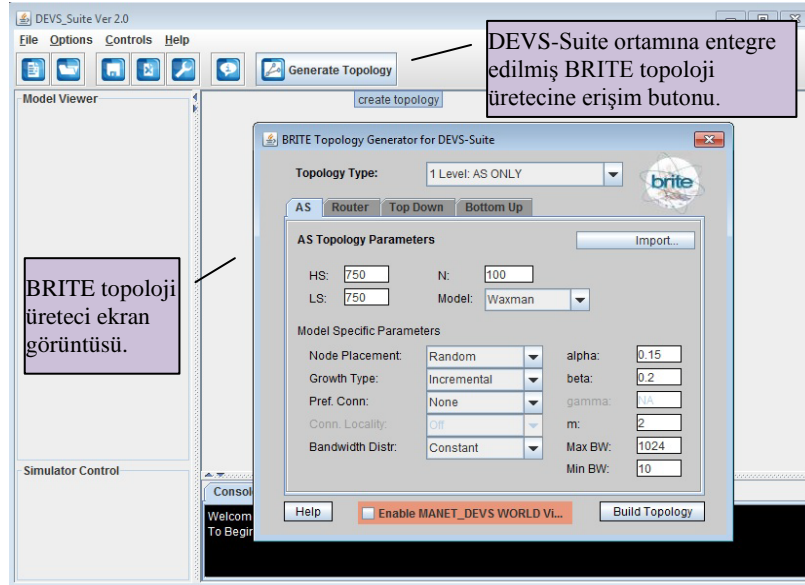 DEVS_Suite Ver 2.0
File Options Controls Help
Generate Topology
DEVS-Suite ortamına entegre
edilmiş BRITE topoloji
üretecine erişim butonu.
Model Viewer
create topology
BRITE Topology Generator for DEVS-Suite
Topology Type: 1 Level: AS ONLY
brite
AS Router Top Down Bottom Up
AS Topology Parameters Import...
HS: 750 N: 100
LS: 750 Model: Waxman
BRITE topoloji
üreteci ekran
görüntüsü.
Model Specific Parameters
Node Placement: Random alpha: 0.15
Growth Type: Incremental beta: 0.2
Pref. Conn: None gamma: NA
Conn. Locality: Off m: 2
Bandwidth Distr: Constant Max BW: 1024
Min BW: 10
Simulator Control
Consol
Help Enable MANET_DEVS WORLD Vi... Build Topology
Welcom
To Begin